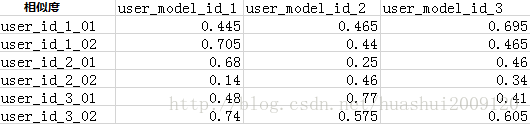 相似度 user_model_id_1 user_model_id_2 user_model_id_3
user_id_1_01 0.445 0.465 0.695
user_id_1_02 0.705 0.44 0.465
user_id_2_01 0.68 0.25 0.46
user_id_2_02 0.14 0.46 0.34
user_id_3_01 0.48 0.77 0.41
user_id_3_02 0.74 0.575 0.605